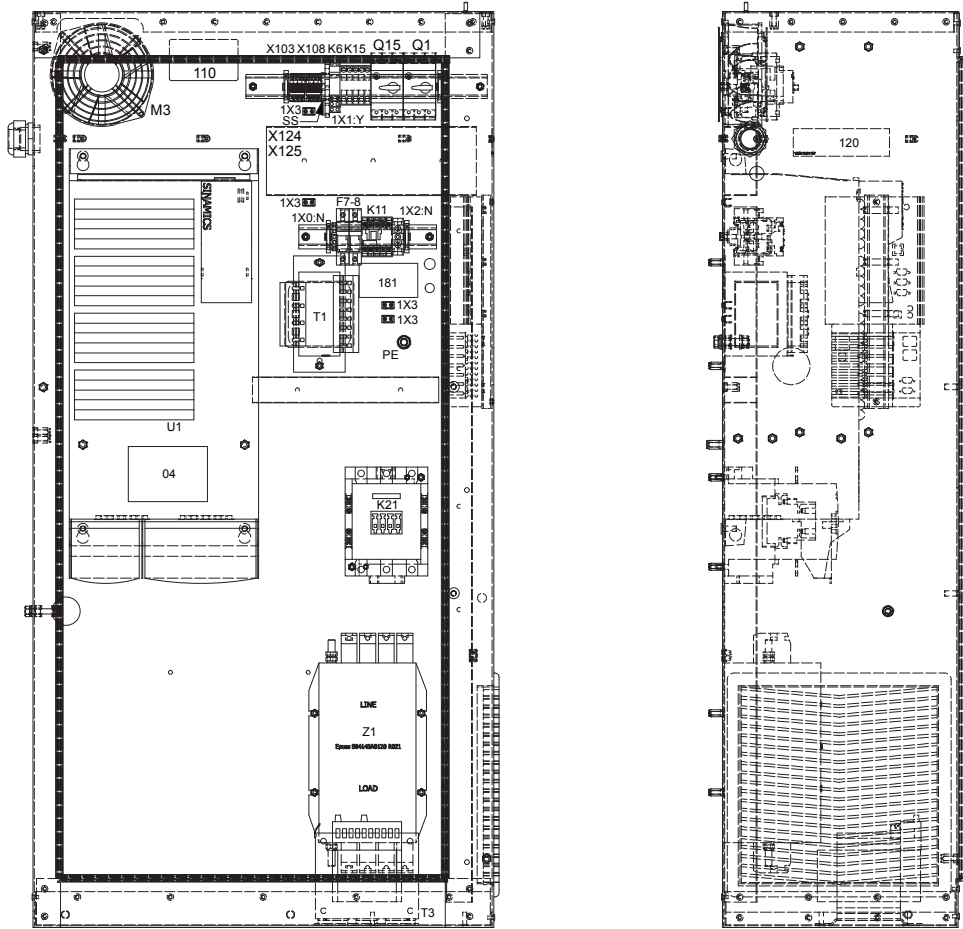 X103 X108 K6 K15 Q15 Q1
110
M3
1X3
SS
1X1:Y
X124
X125
120
SINAMICS
1X3
F7-8
K11
1X0:N
1X2:N
181
1X3
1X3
T1
PE
U1
04
K21
LINE
Z1
LOAD
C C
T3